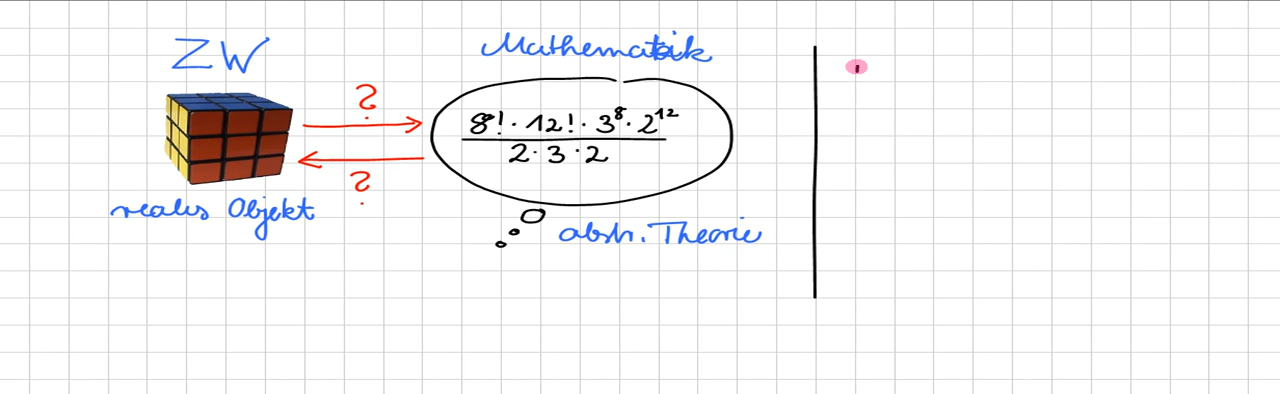 ZW
Mathematik
?
8! · 12! · 3⁸ · 2¹²
2 · 3 · 2
?
reales Objekt
abstr. Theorie